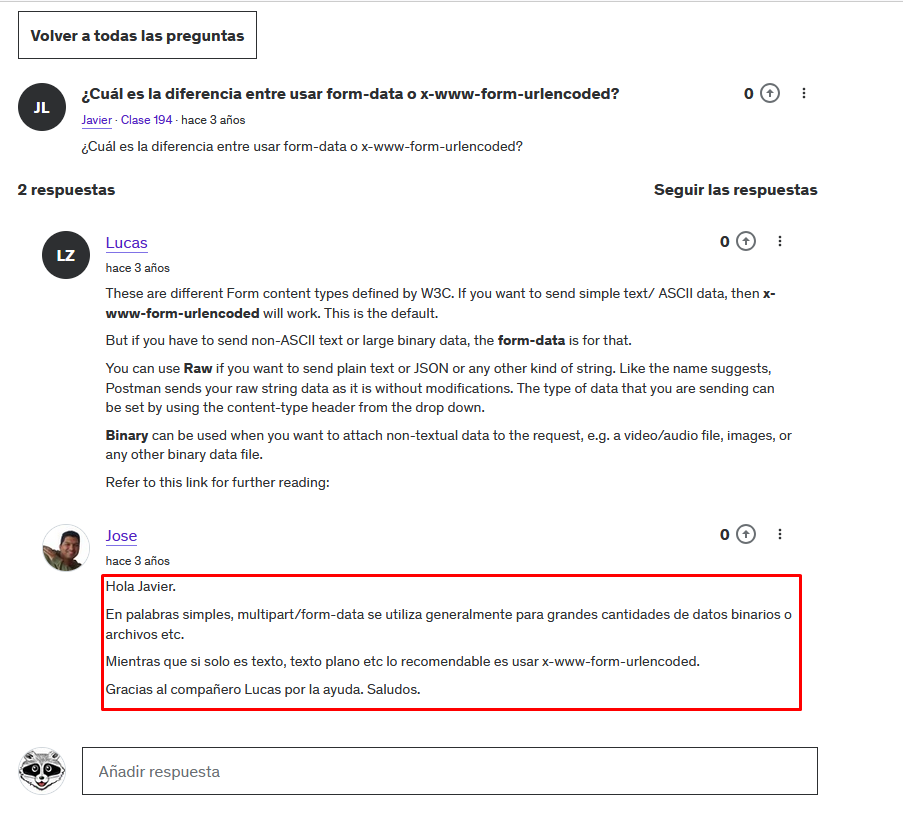 Volver a todas las preguntas
JL
¿Cuál es la diferencia entre usar form-data o x-www-form-urlencoded?
0
Javier · Clase 194 · hace 3 años
¿Cuál es la diferencia entre usar form-data o x-www-form-urlencoded?
2 respuestas
Seguir las respuestas
LZ
Lucas
0
hace 3 años
These are different Form content types defined by W3C. If you want to send simple text/ ASCII data, then x-
www-form-urlencoded will work. This is the default.
But if you have to send non-ASCII text or large binary data, the form-data is for that.
You can use Raw if you want to send plain text or JSON or any other kind of string. Like the name suggests,
Postman sends your raw string data as it is without modifications. The type of data that you are sending can
be set by using the content-type header from the drop down.
Binary can be used when you want to attach non-textual data to the request, e.g. a video/audio file, images, or
any other binary data file.
Refer to this link for further reading:
Jose
0
hace 3 años
Hola Javier.
En palabras simples, multipart/form-data se utiliza generalmente para grandes cantidades de datos binarios o
archivos etc.
Mientras que si solo es texto, texto plano etc lo recomendable es usar x-www-form-urlencoded.
Gracias al compañero Lucas por la ayuda. Saludos.
Añadir respuesta